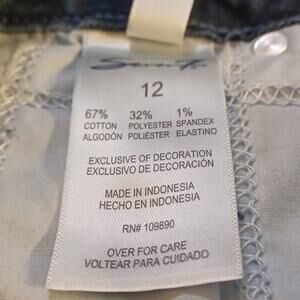 12
67% 32% 1%
COTTON POLYESTER SPANDEX
ALGODÓN POLIÉSTER ELASTINO
EXCLUSIVE OF DECORATION
EXCLUSIVO DE DECORACIÓN
MADE IN INDONESIA
HECHO EN INDONESIA
RN# 109890
OVER FOR CARE
VOLTEAR PARA CUIDADO